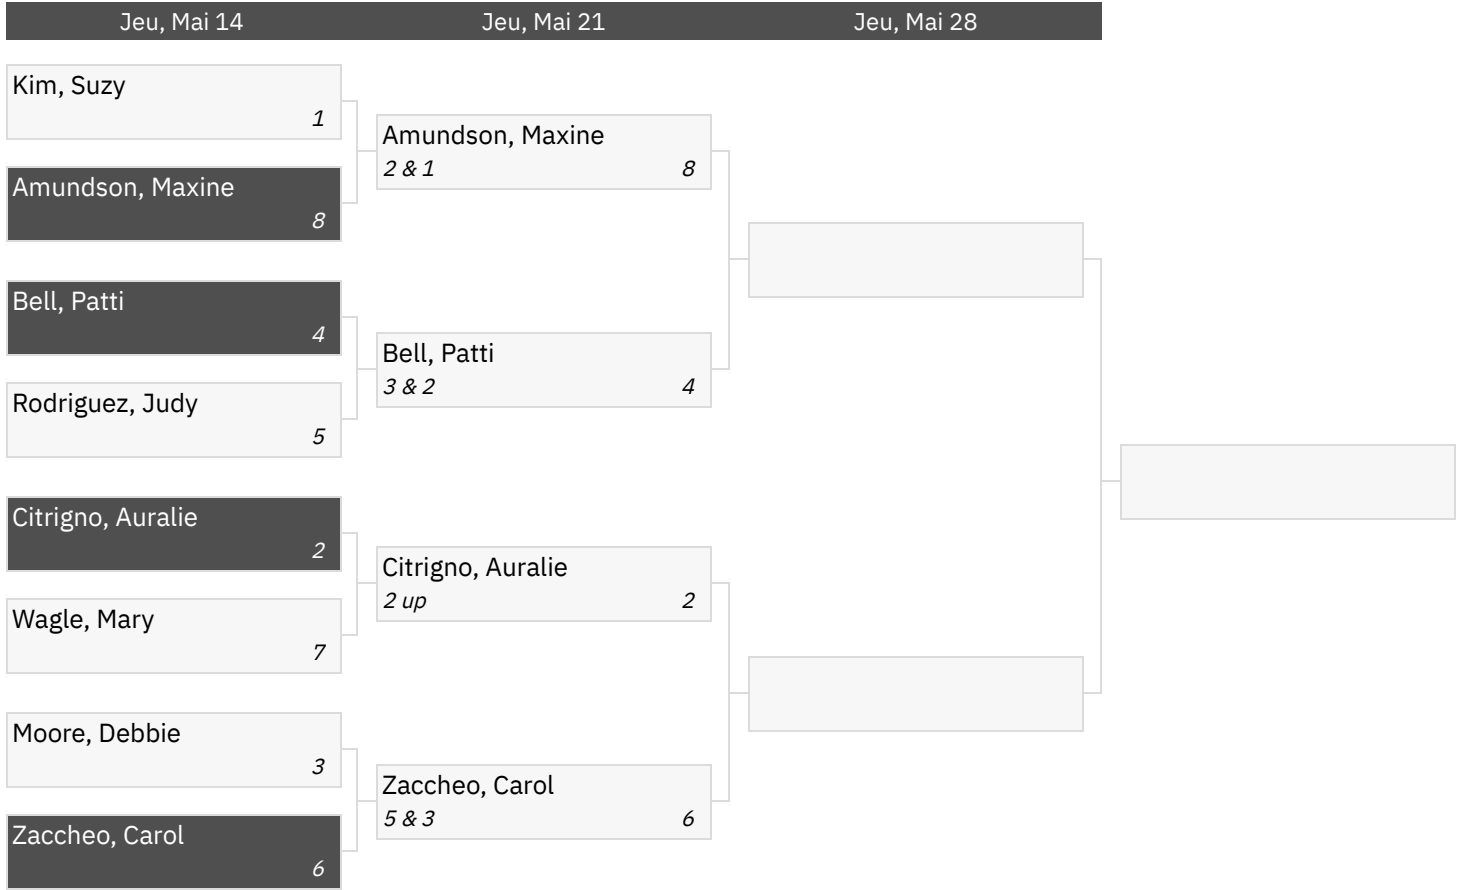 Jeu, Mai 14
Jeu, Mai 21
Jeu, Mai 28
Kim, Suzy
1
Amundson, Maxine
8
Bell, Patti
4
Rodriguez, Judy
5
Citrigno, Auralie
2
Wagle, Mary
7
Moore, Debbie
3
Zaccheo, Carol
6
Amundson, Maxine
2 & 1 8
Bell, Patti
3 & 2 4
Citrigno, Auralie
2 up 2
Zaccheo, Carol
5 & 3 6